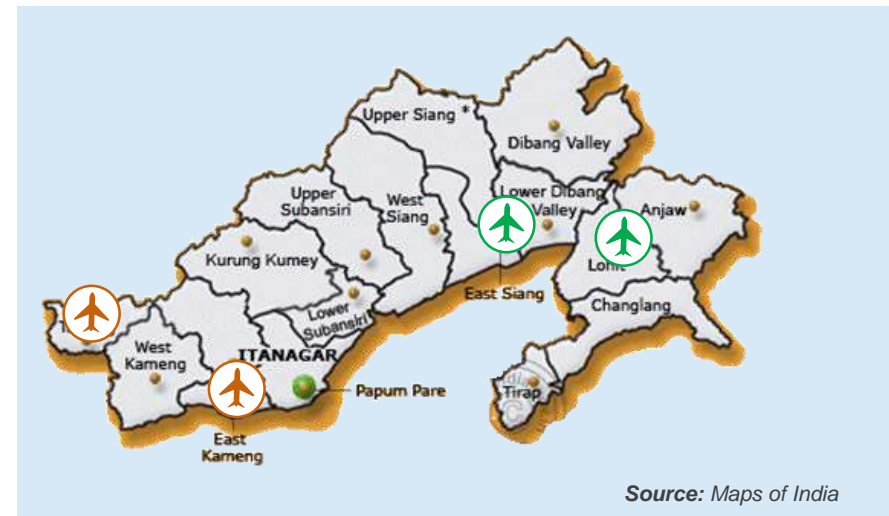 Upper Siang *
Dibang Valley
Upper
Subansiri
West
Siang
Lower Dibang
Valley
Anjaw
Kurung Kumey
Lohit
East Siang
Changlang
Lower
Subansiri
West
Kameng
ITANAGAR
Papum Pare
Tirap
East
Kameng
Source: Maps of India